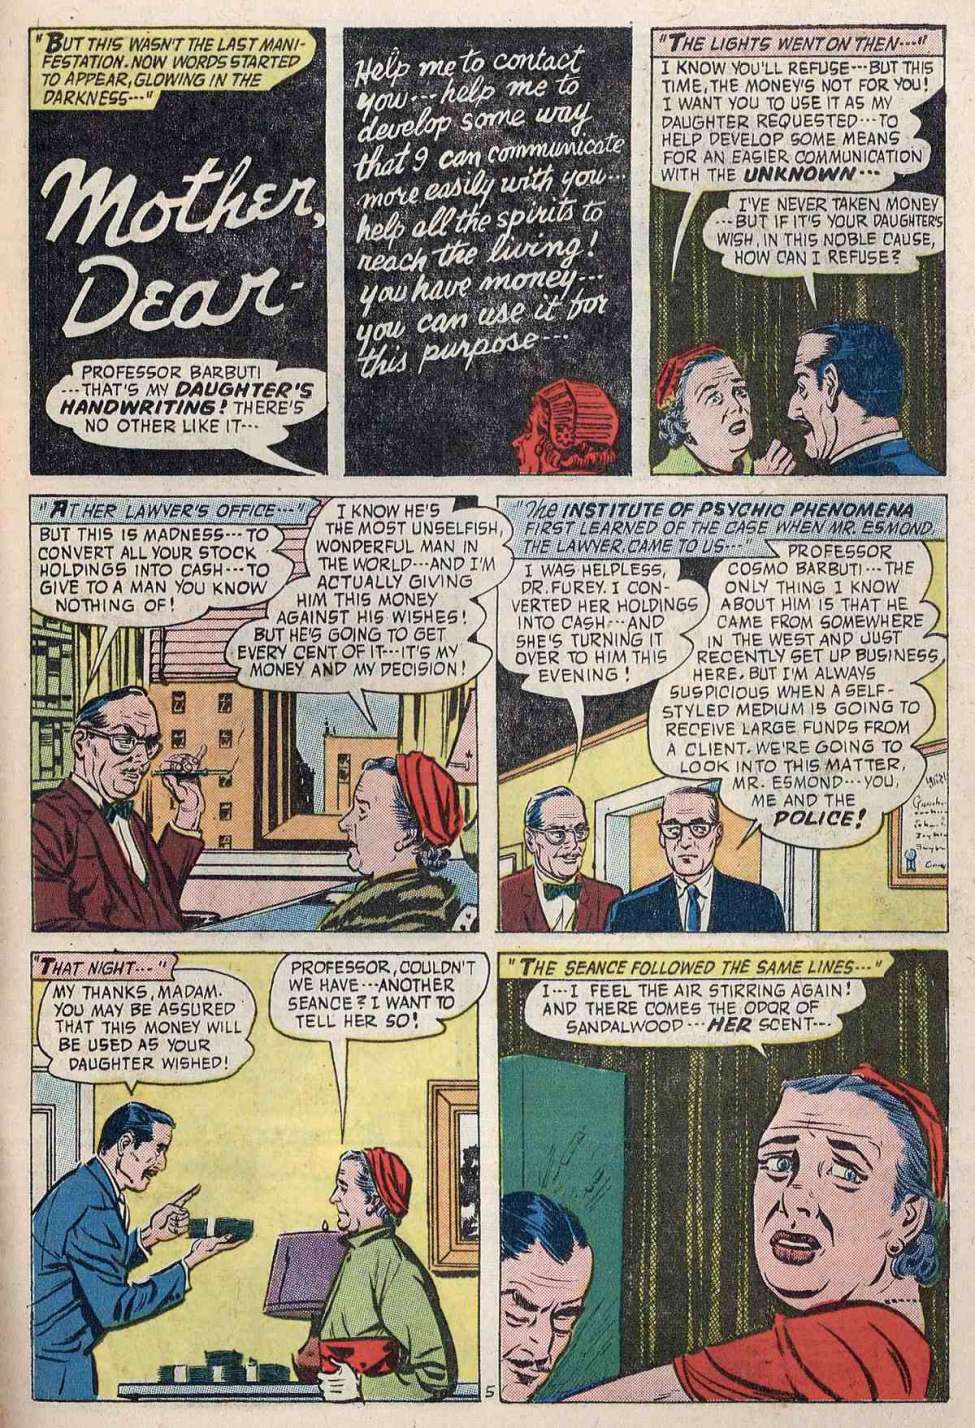 "BUT THIS WASN'T THE LAST MANI-
FESTATION. NOW WORDS STARTED
TO APPEAR, GLOWING IN THE
DARKNESS---"
Mother,
Dear-
PROFESSOR BARBUTI
---THAT'S MY DAUGHTER'S
HANDWRITING! THERE'S
NO OTHER LIKE IT---
Help me to contact
you--- help me to
develop some way
that I can communicate
more easily with you---
help all the spirits to
reach the living!
you have money---
you can use it for
this purpose---
"THE LIGHTS WENT ON THEN---"
I KNOW YOU'LL REFUSE---BUT THIS
TIME, THE MONEY'S NOT FOR YOU!
I WANT YOU TO USE IT AS MY
DAUGHTER REQUESTED---TO
HELP DEVELOP SOME MEANS
FOR AN EASIER COMMUNICATION
WITH THE UNKNOWN---
I'VE NEVER TAKEN MONEY
---BUT IF IT'S YOUR DAUGHTER'S
WISH, IN THIS NOBLE CAUSE,
HOW CAN I REFUSE?
"AT HER LAWYER'S OFFICE---"
BUT THIS IS MADNESS---TO
CONVERT ALL YOUR STOCK
HOLDINGS INTO CASH---TO
GIVE TO A MAN YOU KNOW
NOTHING OF!
I KNOW HE'S
THE MOST UNSELFISH,
WONDERFUL MAN IN
THE WORLD---AND I'M
ACTUALLY GIVING
HIM THIS MONEY
AGAINST HIS WISHES!
BUT HE'S GOING TO GET
EVERY CENT OF IT---IT'S MY
MONEY AND MY DECISION!
"The INSTITUTE OF PSYCHIC PHENOMENA
FIRST LEARNED OF THE CASE WHEN MR. ESMOND,
THE LAWYER, CAME TO US---"
I WAS HELPLESS,
DR. FUREY. I CON-
VERTED HER HOLDINGS
INTO CASH---AND
SHE'S TURNING IT
OVER TO HIM THIS
EVENING!
PROFESSOR
COSMO BARBUTI---THE
ONLY THING I KNOW
ABOUT HIM IS THAT HE
CAME FROM SOMEWHERE
IN THE WEST AND JUST
RECENTLY SET UP BUSINESS
HERE. BUT I'M ALWAYS
SUSPICIOUS WHEN A SELF-
STYLED MEDIUM IS GOING TO
RECEIVE LARGE FUNDS FROM
A CLIENT. WE'RE GOING TO
LOOK INTO THIS MATTER,
MR. ESMOND---YOU,
ME AND THE
POLICE!
"THAT NIGHT---"
MY THANKS, MADAM.
YOU MAY BE ASSURED
THAT THIS MONEY WILL
BE USED AS YOUR
DAUGHTER WISHED!
PROFESSOR, COULDN'T
WE HAVE---ANOTHER
SEANCE? I WANT TO
TELL HER SO!
5
"THE SEANCE FOLLOWED THE SAME LINES---"
I---I FEEL THE AIR STIRRING AGAIN!
AND THERE COMES THE ODOR OF
SANDALWOOD---HER SCENT---